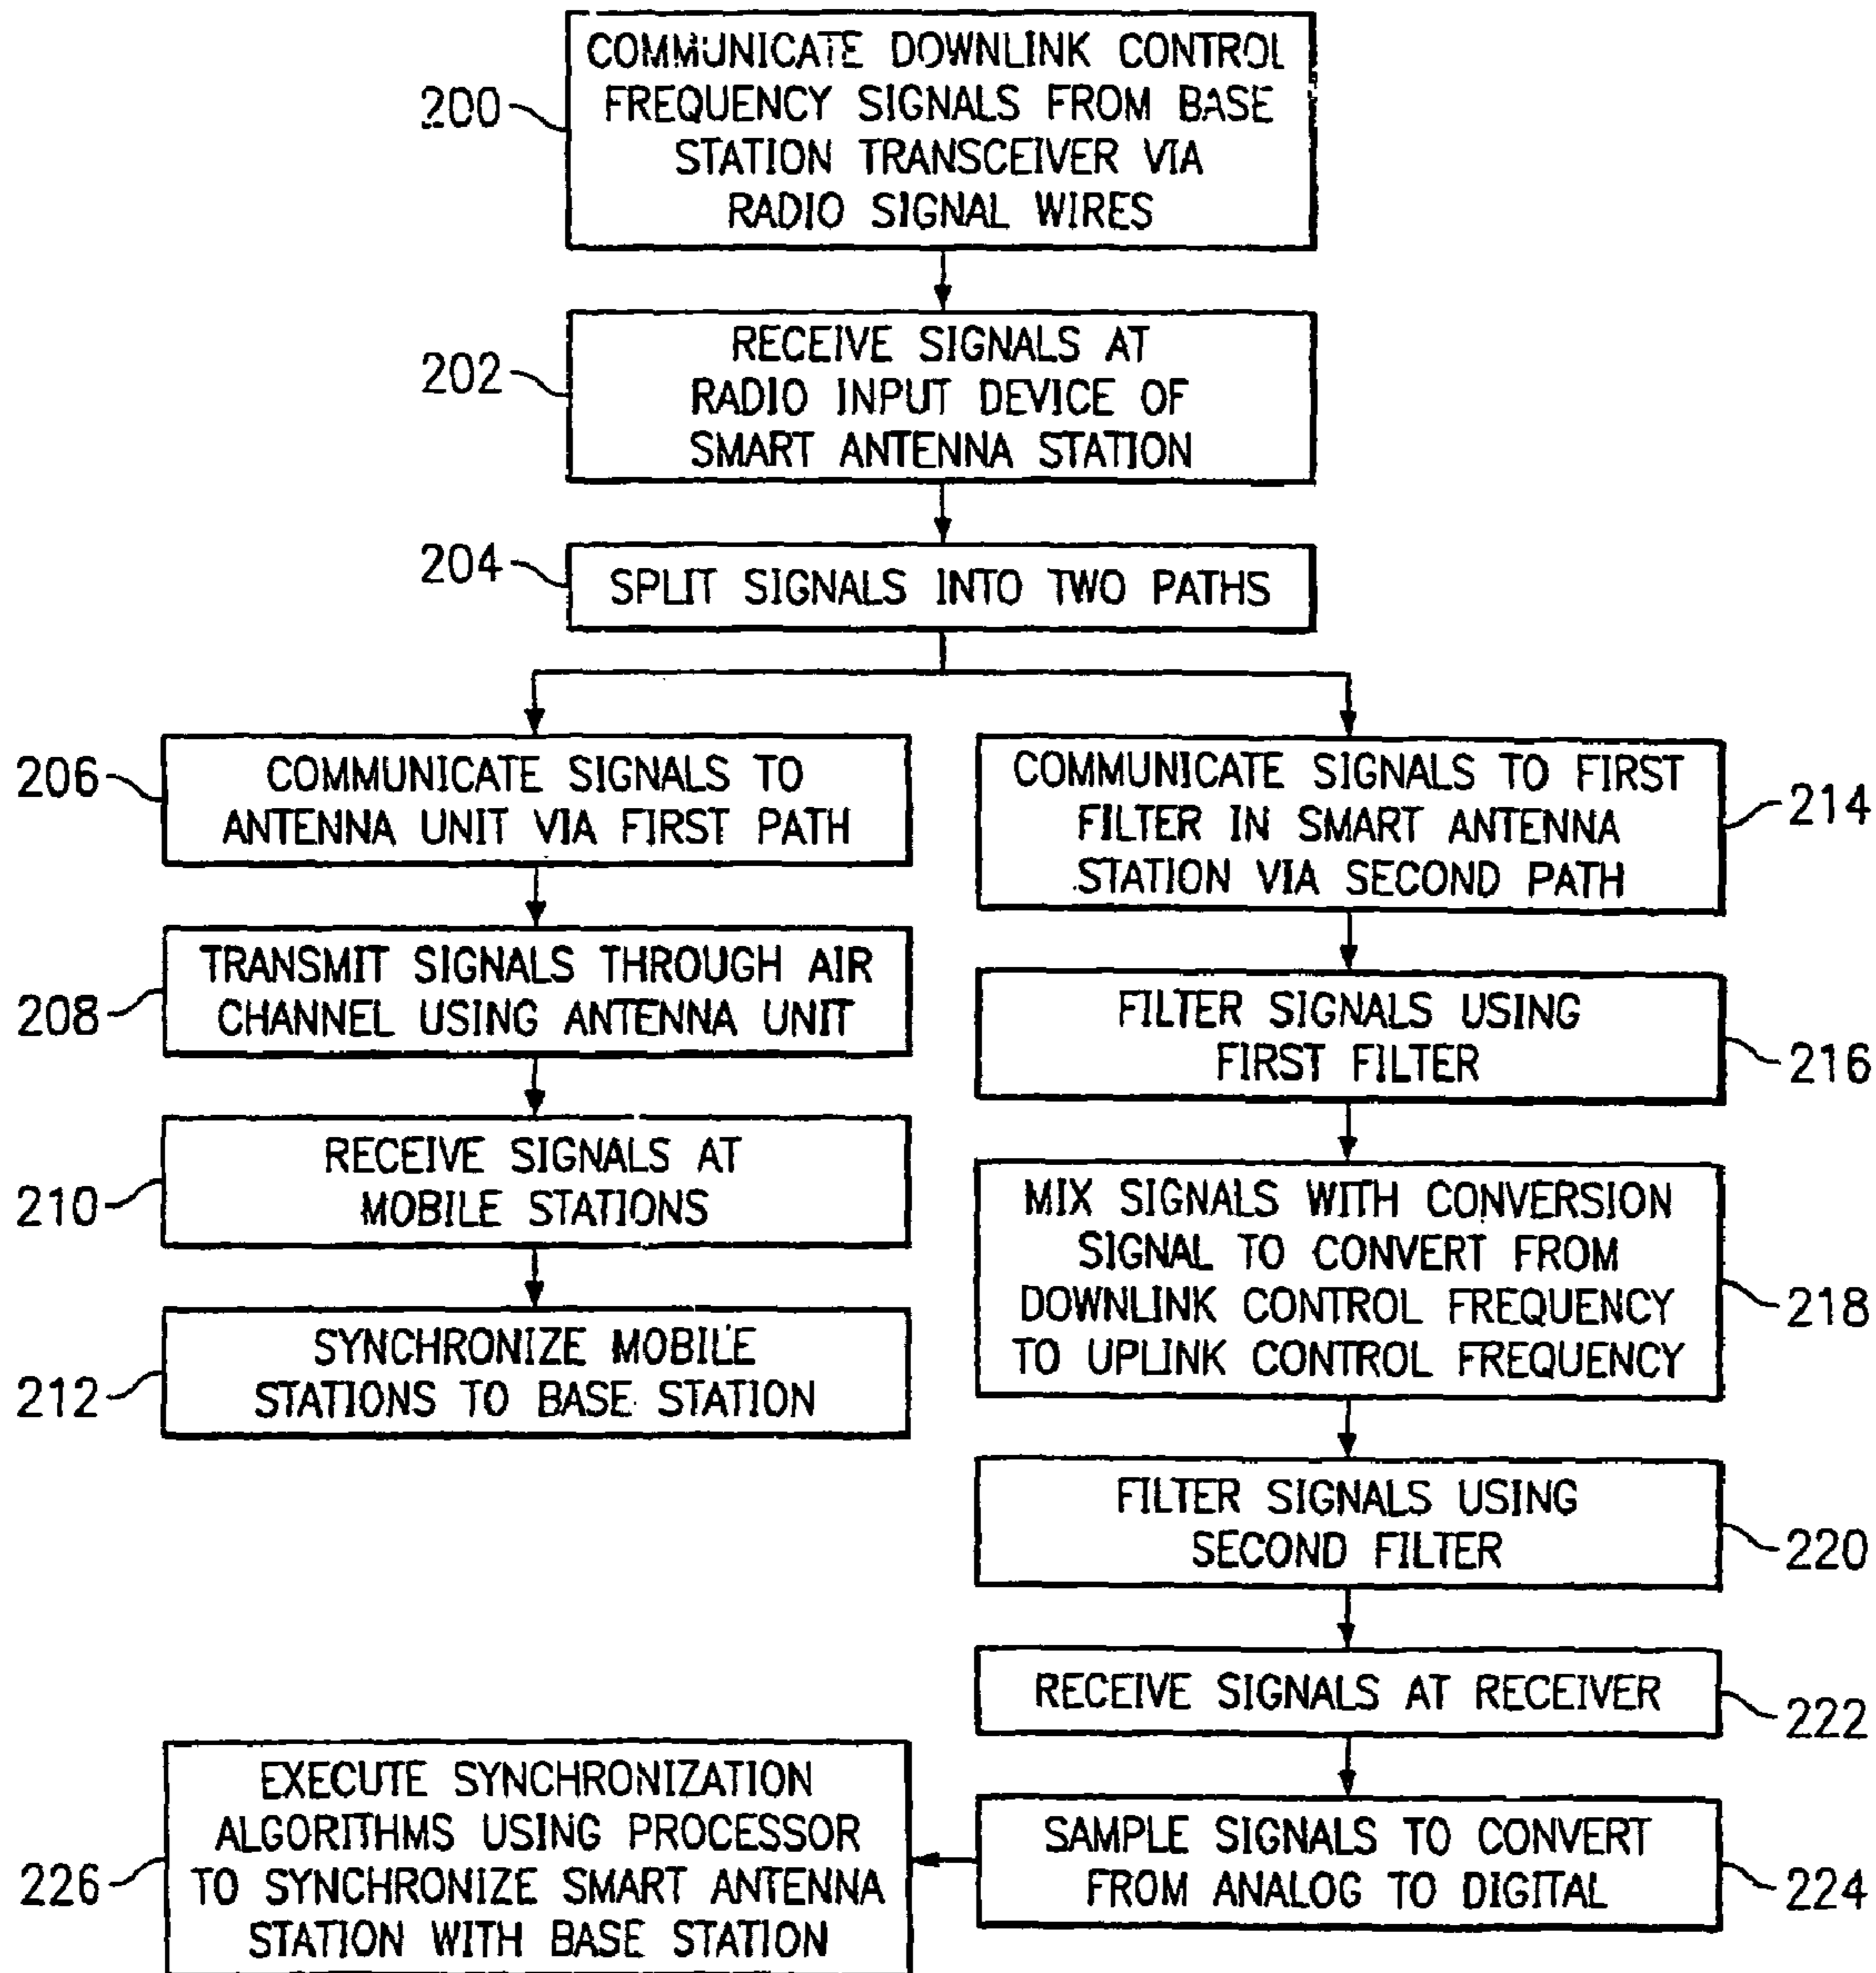 200
COMMUNICATE DOWNLINK CONTROL
FREQUENCY SIGNALS FROM BASE
STATION TRANSCEIVER VIA
RADIO SIGNAL WIRES
202
RECEIVE SIGNALS AT
RADIO INPUT DEVICE OF
SMART ANTENNA STATION
204
SPLIT SIGNALS INTO TWO PATHS
206
COMMUNICATE SIGNALS TO
ANTENNA UNIT VIA FIRST PATH
208
TRANSMIT SIGNALS THROUGH AIR
CHANNEL USING ANTENNA UNIT
210
RECEIVE SIGNALS AT
MOBILE STATIONS
212
SYNCHRONIZE MOBILE
STATIONS TO BASE STATION
COMMUNICATE SIGNALS TO FIRST
FILTER IN SMART ANTENNA
STATION VIA SECOND PATH
214
FILTER SIGNALS USING
FIRST FILTER
216
MIX SIGNALS WITH CONVERSION
SIGNAL TO CONVERT FROM
DOWNLINK CONTROL FREQUENCY
TO UPLINK CONTROL FREQUENCY
218
FILTER SIGNALS USING
SECOND FILTER
220
RECEIVE SIGNALS AT RECEIVER
222
SAMPLE SIGNALS TO CONVERT
FROM ANALOG TO DIGITAL
224
226
EXECUTE SYNCHRONIZATION
ALGORITHMS USING PROCESSOR
TO SYNCHRONIZE SMART ANTENNA
STATION WITH BASE STATION